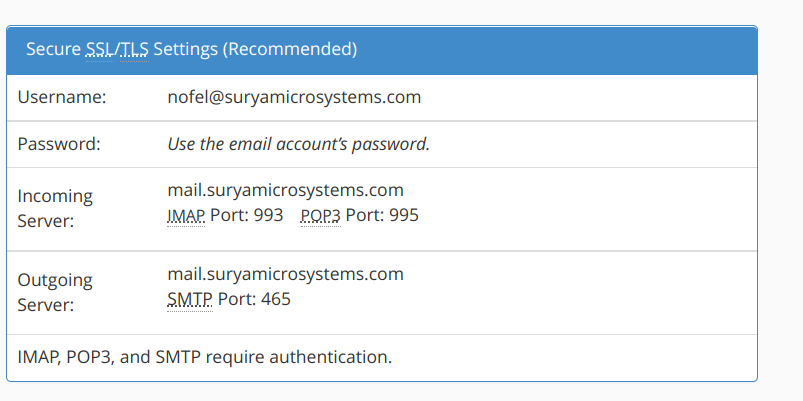 Secure SSL/TLS Settings (Recommended)
Username: nofel@suryamicrosystems.com
Password: Use the email account’s password.
Incoming Server: mail.suryamicrosystems.com
IMAP Port: 993 POP3 Port: 995
Outgoing Server: mail.suryamicrosystems.com
SMTP Port: 465
IMAP, POP3, and SMTP require authentication.